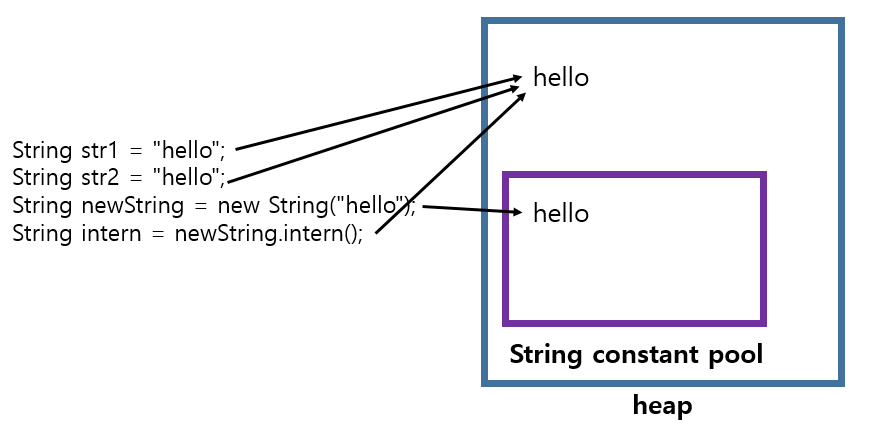 hello
String str1 = "hello";
String str2 = "hello";
String newString = new String("hello");
String intern = newString.intern();
hello
String constant pool
heap